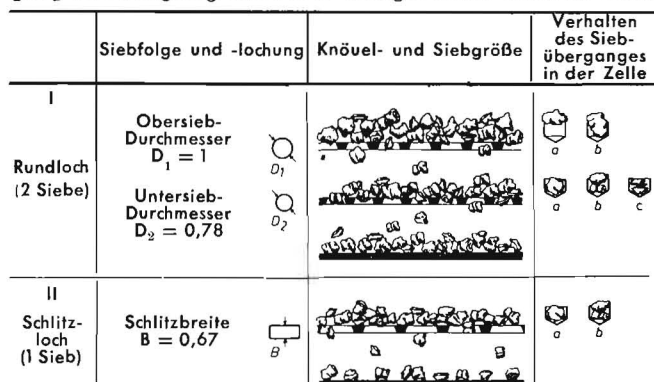 Siebfolge und -lochung
Knöuel- und Siebgröße
Verhalten
des Sieb-
überganges
in der Zelle
I
Rundloch
(2 Siebe)
Obersieb-
Durchmesser
D₁ = 1
D₁
a b
Untersieb-
Durchmesser
D₂ = 0,78
D₂
a b c
II
Schlitz-
loch
(1 Sieb)
Schlitzbreite
B = 0,67
B
a b